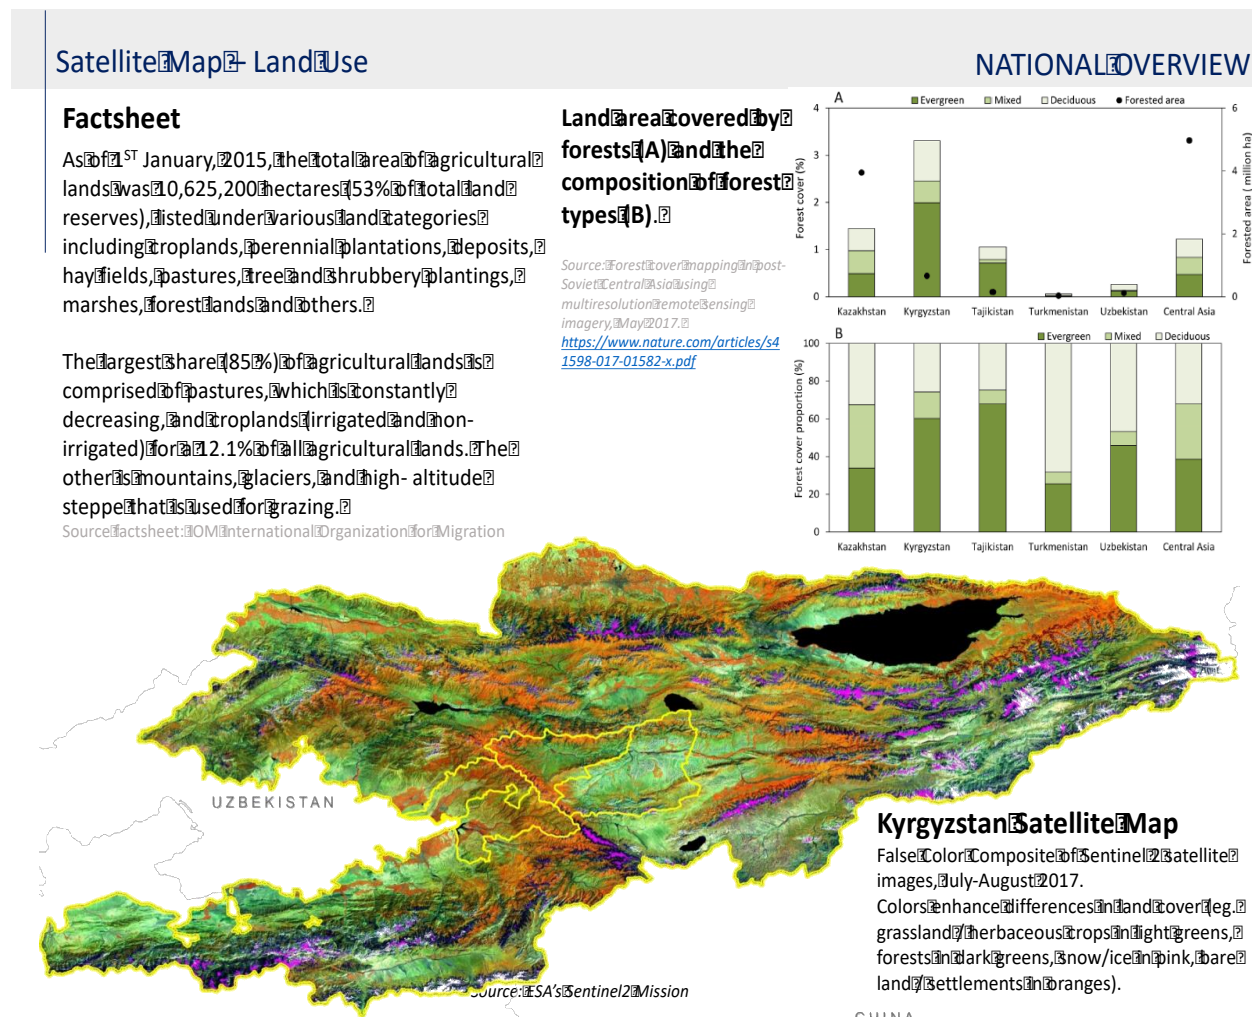 Satellite Map – Land Use
NATIONAL OVERVIEW
Factsheet
As of 1ST January, 2015, the total area of agricultural
lands was 10,625,200 hectares (53% of total land
reserves), listed under various land categories
including croplands, perennial plantations, deposits,
hay fields, pastures, tree and shrubbery plantings,
marshes, forest lands and others.
The largest share (85 %) of agricultural lands is
comprised of pastures, which is constantly
decreasing, and croplands (irrigated and non-
irrigated) for a 12.1% of all agricultural lands. The
other is mountains, glaciers, and high- altitude
steppe that is used for grazing.
Source factsheet: IOM International Organization for Migration
Land area covered by
forests (A) and the
composition of forest
types (B).
Source: Forest cover mapping in post-
Soviet Central Asia using
multiresolution remote sensing
imagery, May 2017.
https://www.nature.com/articles/s4
1598-017-01582-x.pdf
A
Evergreen Mixed Deciduous Forested area
Forest cover (%)
4
3
2
1
0
Forested area ( million ha)
6
4
2
0
Kazakhstan Kyrgyzstan Tajikistan Turkmenistan Uzbekistan Central Asia
B
Evergreen Mixed Deciduous
Forest cover proportion (%)
100
80
60
40
20
0
Kazakhstan Kyrgyzstan Tajikistan Turkmenistan Uzbekistan Central Asia
UZBEKISTAN
Kyrgyzstan Satellite Map
False Color Composite of Sentinel 2 satellite
images, July-August 2017.
Colors enhance differences in land cover (eg.
grassland / herbaceous crops in light greens,
forests in dark greens, snow/ice in pink, bare
land / settlements in oranges).
Source: ESA's Sentinel2 Mission
CHINA